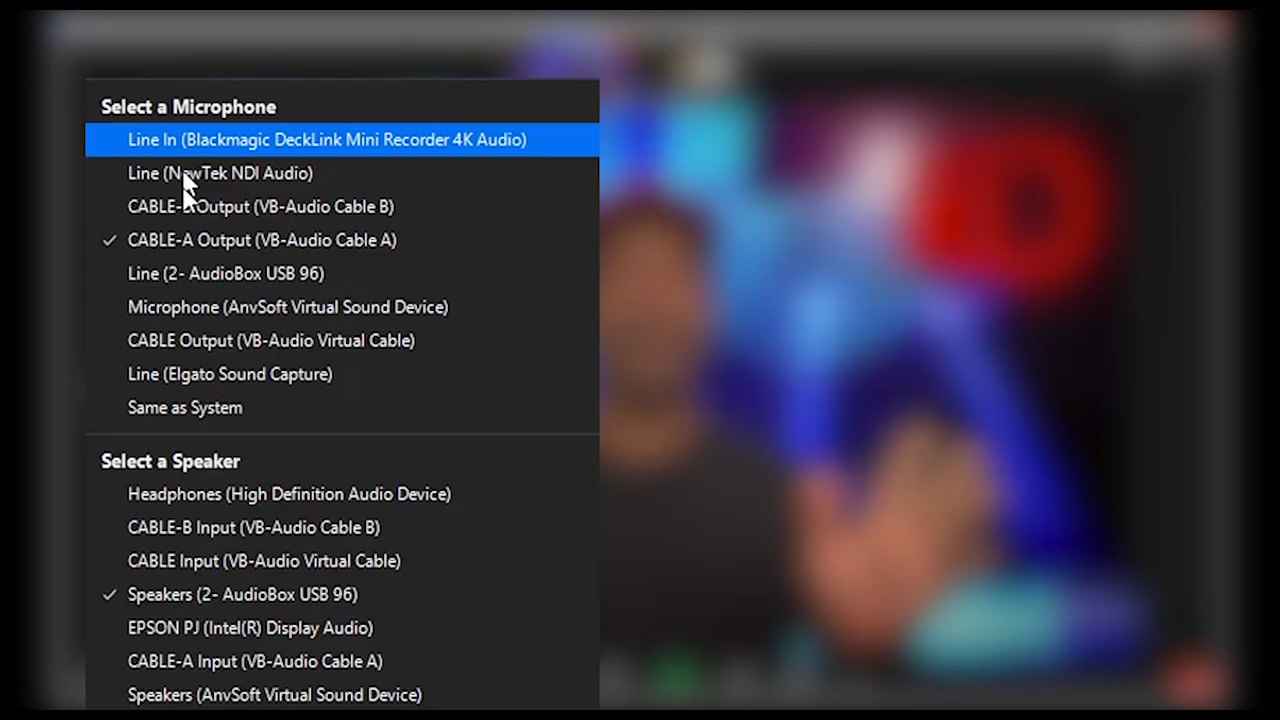 Select a Microphone
Line In (Blackmagic DeckLink Mini Recorder 4K Audio)
Line (NewTek NDI Audio)
CABLE-B Output (VB-Audio Cable B)
CABLE-A Output (VB-Audio Cable A)
Line (2- AudioBox USB 96)
Microphone (AnvSoft Virtual Sound Device)
CABLE Output (VB-Audio Virtual Cable)
Line (Elgato Sound Capture)
Same as System
Select a Speaker
Headphones (High Definition Audio Device)
CABLE-B Input (VB-Audio Cable B)
CABLE Input (VB-Audio Virtual Cable)
Speakers (2- AudioBox USB 96)
EPSON PJ (Intel(R) Display Audio)
CABLE-A Input (VB-Audio Cable A)
Speakers (AnvSoft Virtual Sound Device)